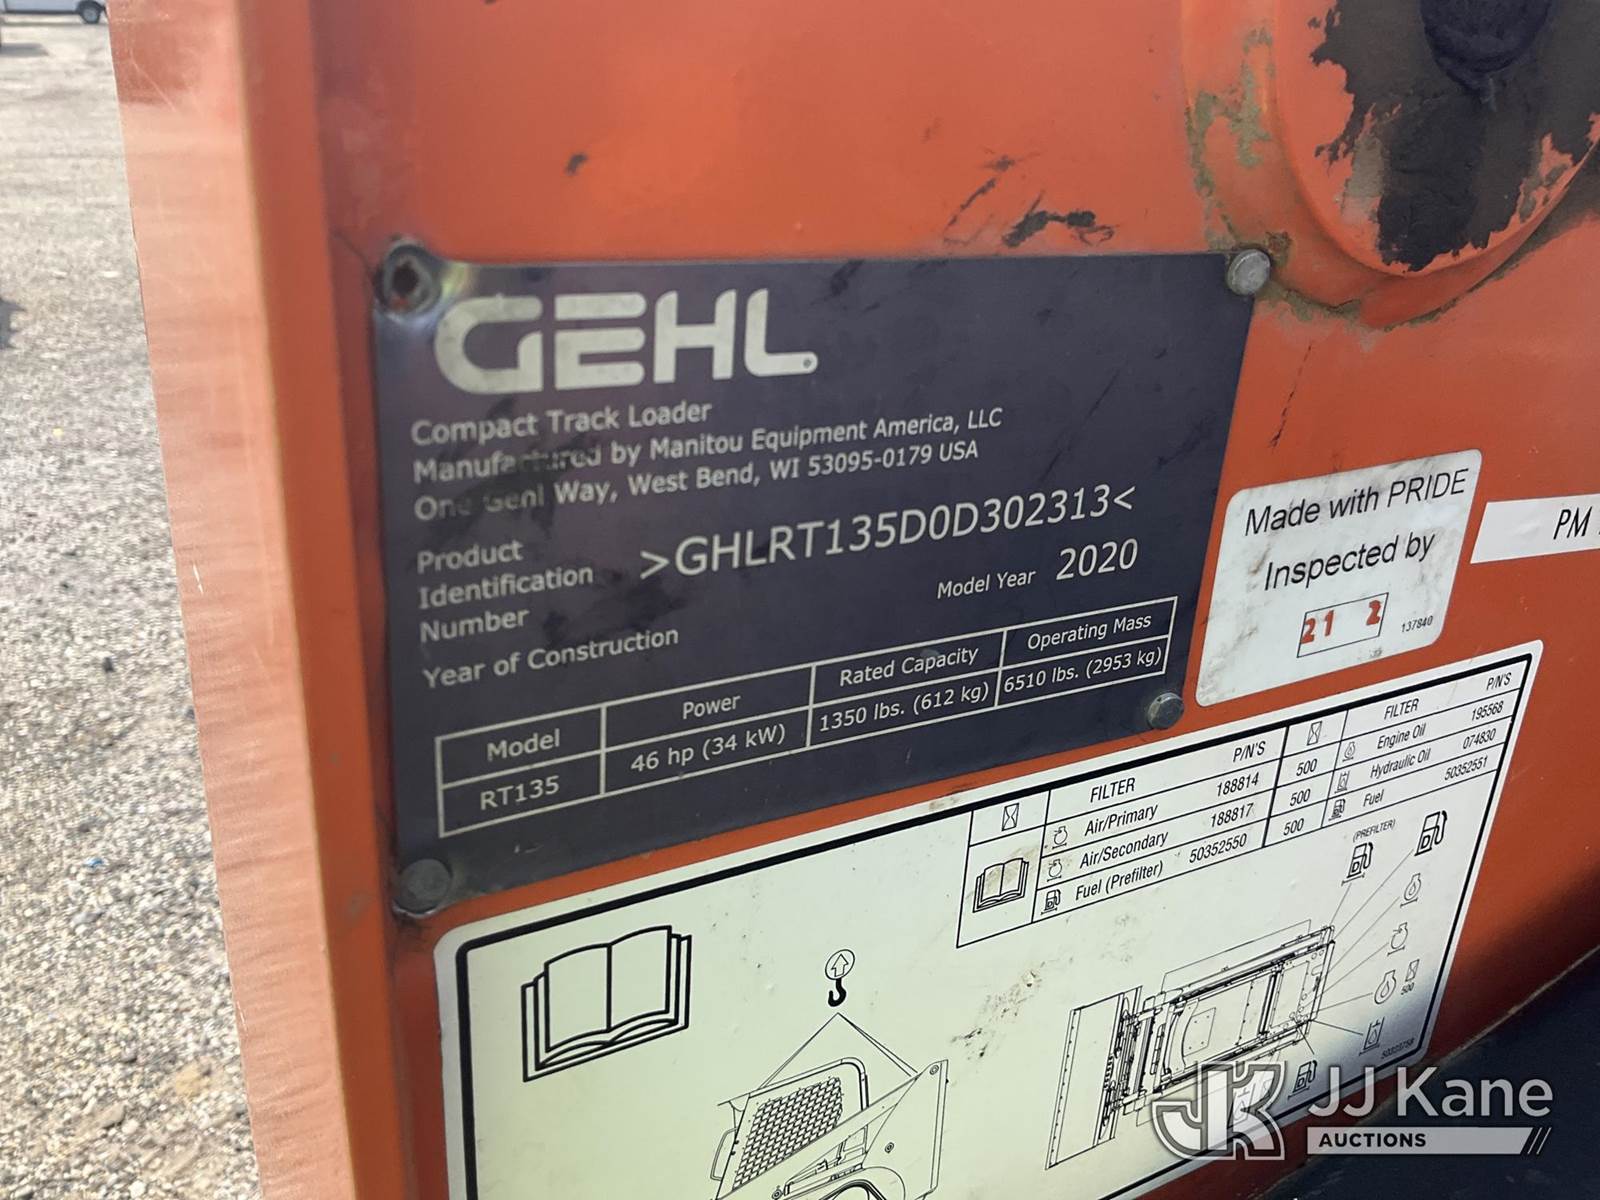 GEHL
Compact Track Loader
Manufactured by Manitou Equipment America, LLC
One Gehl Way, West Bend, WI 53095-0179 USA
Product
Identification
Number
>GHLRT135D0D302313<
Model Year 2020
Year of Construction
Model Power Rated Capacity Operating Mass
RT135 46 hp (34 kW) 1350 lbs. (612 kg) 6510 lbs. (2953 kg)
Made with PRIDE
Inspected by
21 2
137840
PM
FILTER P/N'S FILTER P/N'S
Air/Primary 188814 500 Engine Oil 195568
Air/Secondary 188817 500 Hydraulic Oil 074830
Fuel (Prefilter) 50352550 500 Fuel 50352551
(PREFILTER)
500
JK JJ Kane
AUCTIONS